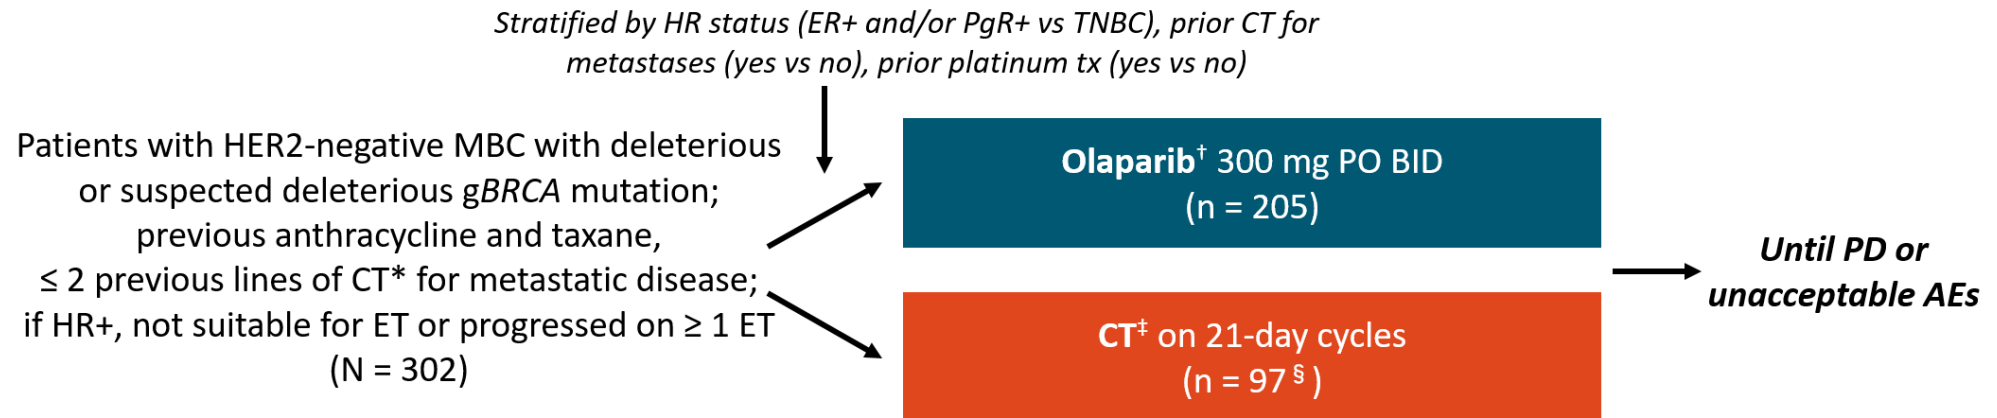 Stratified by HR status (ER+ and/or PgR+ vs TNBC), prior CT for
metastases (yes vs no), prior platinum tx (yes vs no)
Patients with HER2-negative MBC with deleterious
or suspected deleterious gBRCA mutation;
previous anthracycline and taxane,
≤ 2 previous lines of CT* for metastatic disease;
if HR+, not suitable for ET or progressed on ≥ 1 ET
(N = 302)
Olaparib† 300 mg PO BID
(n = 205)
CT‡ on 21-day cycles
(n = 97 § )
Until PD or
unacceptable AEs